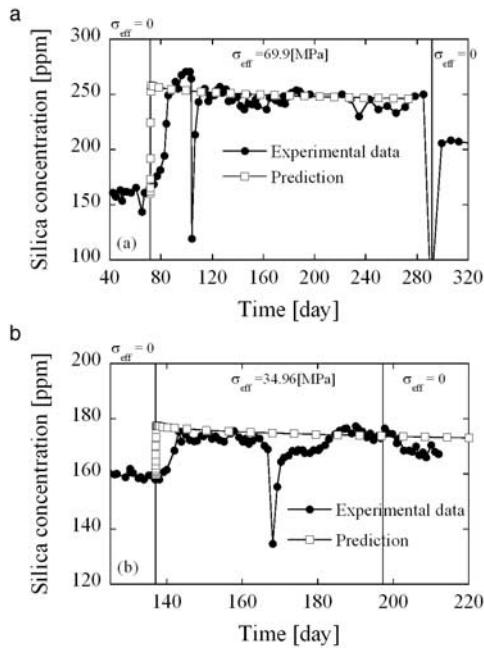 a
σeff = 0
σeff =69.9[MPa]
σeff = 0
Silica concentration [ppm]
300
250
200
150
100
Experimental data
Prediction
(a)
40 80 120 160 200 240 280 320
Time [day]
b
σeff = 0
σeff =34.96[MPa]
σeff = 0
Silica concentration [ppm]
200
180
160
140
120
Experimental data
Prediction
(b)
140 160 180 200 220
Time [day]